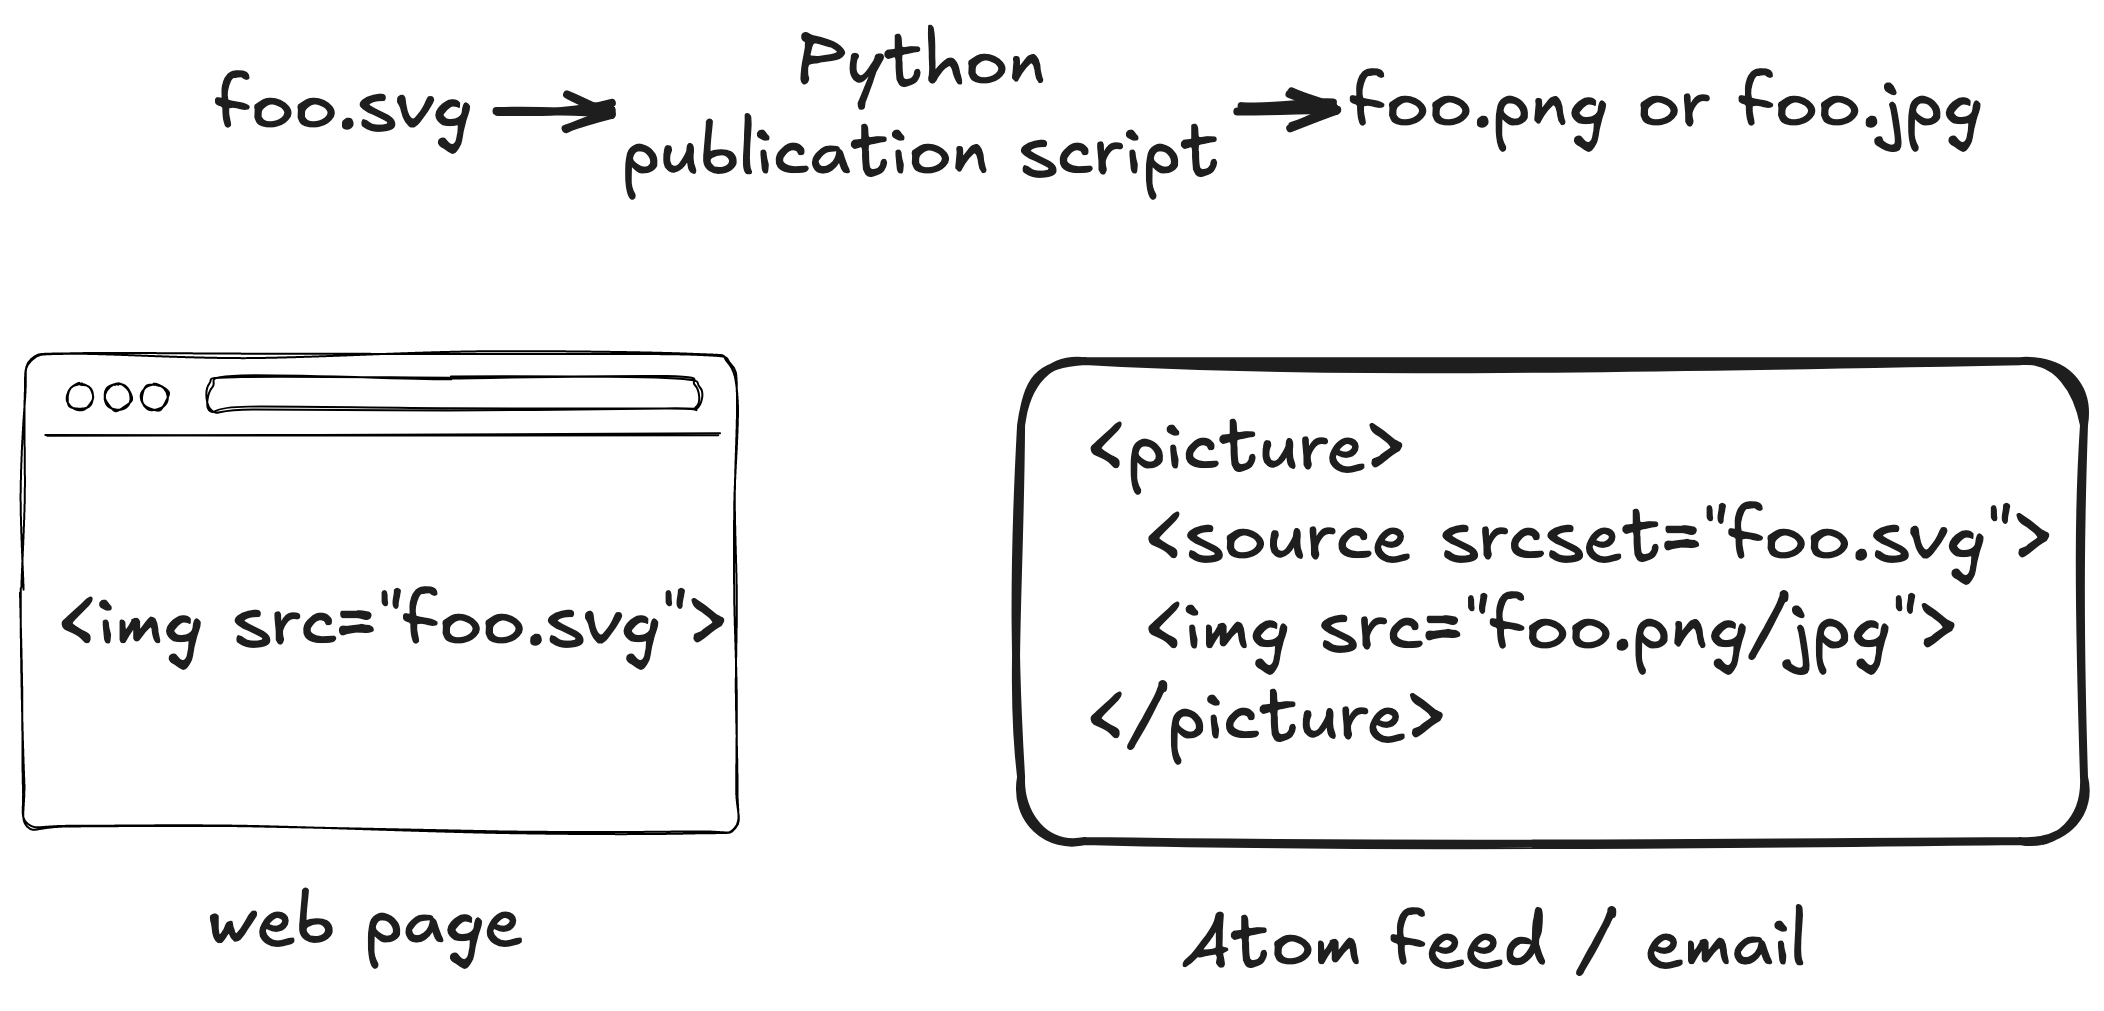 foo.svg
Python
publication script
foo.png or foo.jpg
<img src="foo.svg">
web page
<picture>
<source srcset="foo.svg">
<img src="foo.png/jpg">
</picture>
Atom feed / email